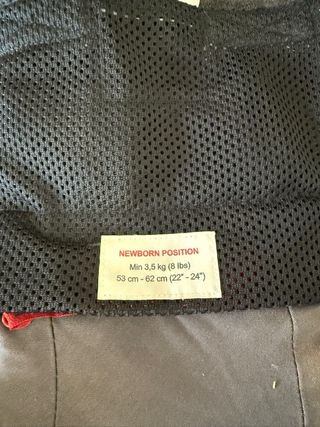 NEWBORN POSITION
Min 3,5 kg (8 lbs)
53 cm - 62 cm (22" - 24")